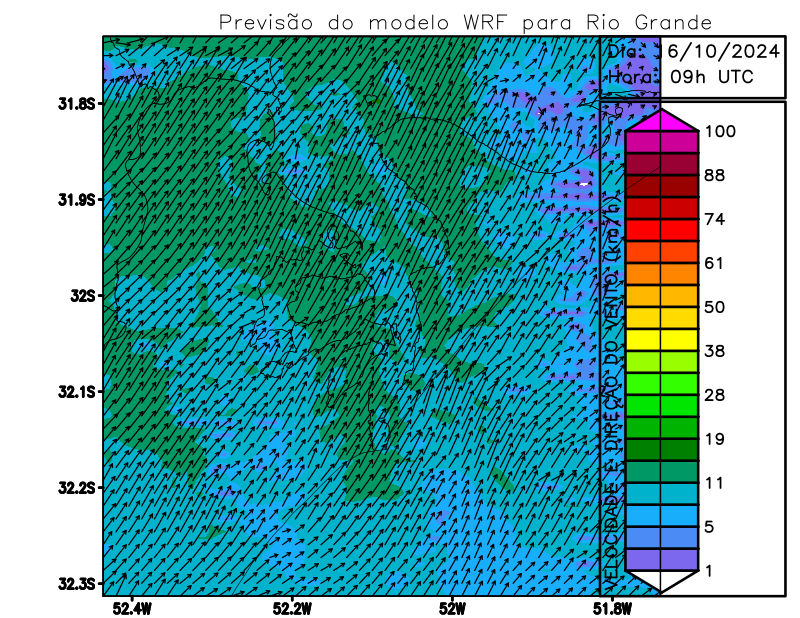 Previsão do modelo WRF para Rio Grande
Dia: 16/10/2024
Hora: 09h UTC
31.8S
31.9S
32S
32.1S
32.2S
32.3S
52.4W
52.2W
52W
51.8W
VELOCIDADE E DIREÇÃO DO VENTO (km/h)
100
88
74
61
50
38
28
19
11
5
1